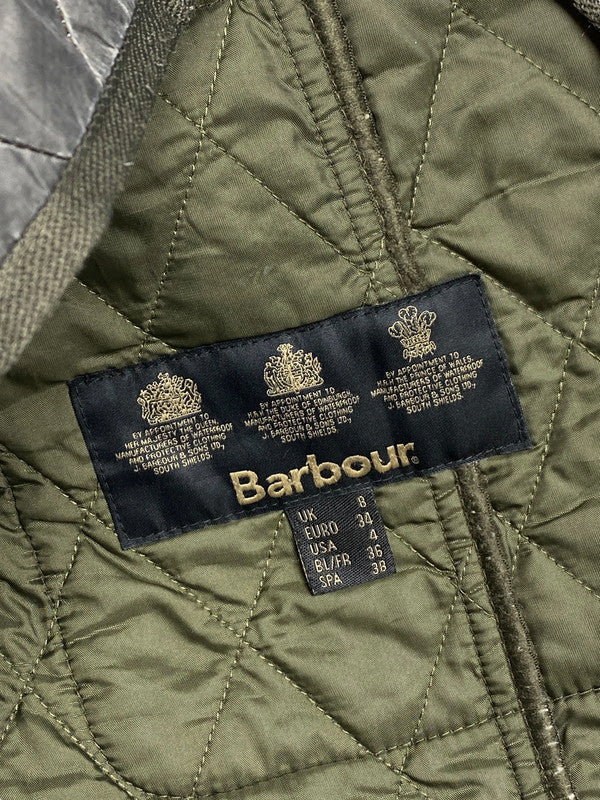 BY APPOINTMENT TO
HER MAJESTY THE QUEEN,
MANUFACTURERS OF WATERPROOF
AND PROTECTIVE CLOTHING
J. BARBOUR & SONS LTD,
SOUTH SHIELDS.
BY APPOINTMENT TO
H.R.H. THE DUKE OF EDINBURGH,
MANUFACTURERS OF WATERPROOF
AND PROTECTIVE CLOTHING
J. BARBOUR & SONS LTD,
SOUTH SHIELDS.
BY APPOINTMENT TO
H.R.H. THE PRINCE OF WALES,
MANUFACTURERS OF WATERPROOF
AND PROTECTIVE CLOTHING
J. BARBOUR & SONS LTD,
SOUTH SHIELDS.
Barbour®
UK 8
EURO 34
USA 4
BL/FR 36
SPA 38